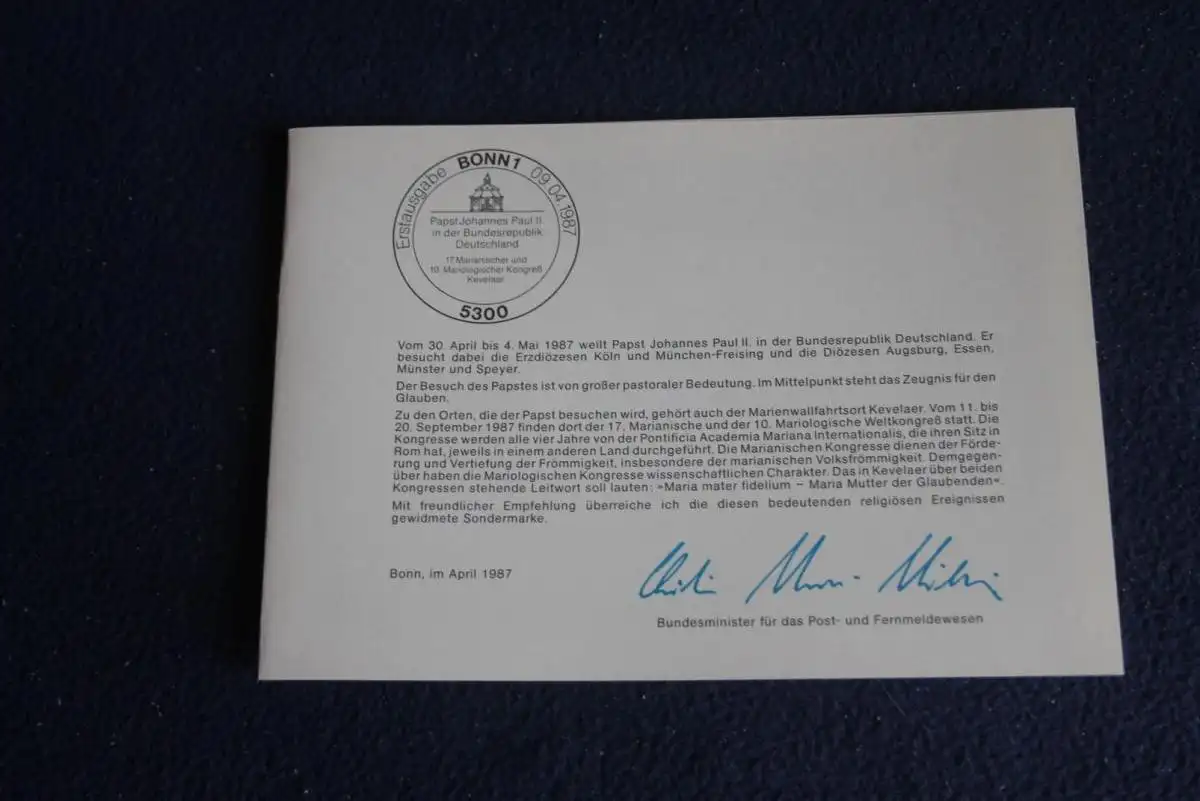 Erstausgabe BONN 1 09.04.1987
Papst Johannes Paul II.
in der Bundesrepublik
Deutschland
17. Marianischer und
10. Mariologischer Kongreß
Kevelaer
5300
Vom 30. April bis 4. Mai 1987 weilt Papst Johannes Paul II. in der Bundesrepublik Deutschland. Er
besucht dabei die Erzdiözesen Köln und München-Freising und die Diözesen Augsburg, Essen,
Münster und Speyer.
Der Besuch des Papstes ist von großer pastoraler Bedeutung. Im Mittelpunkt steht das Zeugnis für den
Glauben.
Zu den Orten, die der Papst besuchen wird, gehört auch der Marienwallfahrtsort Kevelaer. Vom 11. bis
20. September 1987 finden dort der 17. Marianische und der 10. Mariologische Weltkongreß statt. Die
Kongresse werden alle vier Jahre von der Pontificia Academia Mariana Internationalis, die ihren Sitz in
Rom hat, jeweils in einem anderen Land durchgeführt. Die Marianischen Kongresse dienen der Förde-
rung und Vertiefung der Frömmigkeit, insbesondere der marianischen Volksfrömmigkeit. Demgegen-
über haben die Mariologischen Kongresse wissenschaftlichen Charakter. Das in Kevelaer über beiden
Kongressen stehende Leitwort soll lauten: »Maria mater fidelium – Maria Mutter der Glaubenden«.
Mit freundlicher Empfehlung überreiche ich die diesen bedeutenden religiösen Ereignissen
gewidmete Sondermarke.
Bonn, im April 1987
Bundesminister für das Post- und Fernmeldewesen